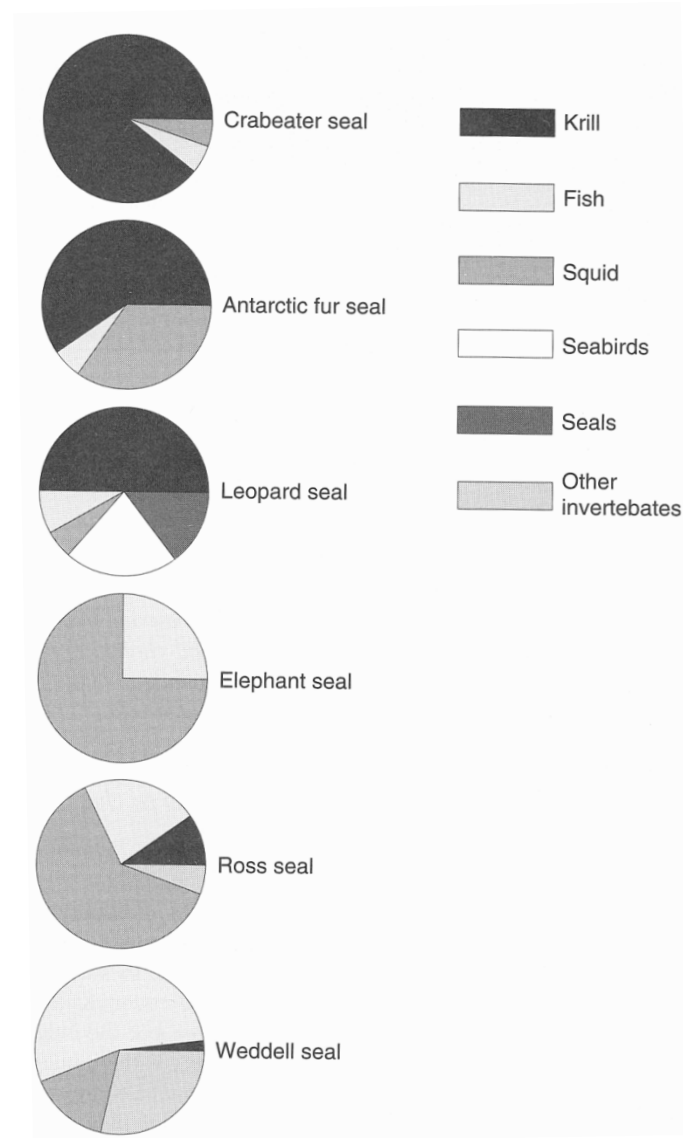 Crabeater seal
Antarctic fur seal
Leopard seal
Elephant seal
Ross seal
Weddell seal
Krill
Fish
Squid
Seabirds
Seals
Other
invertebates